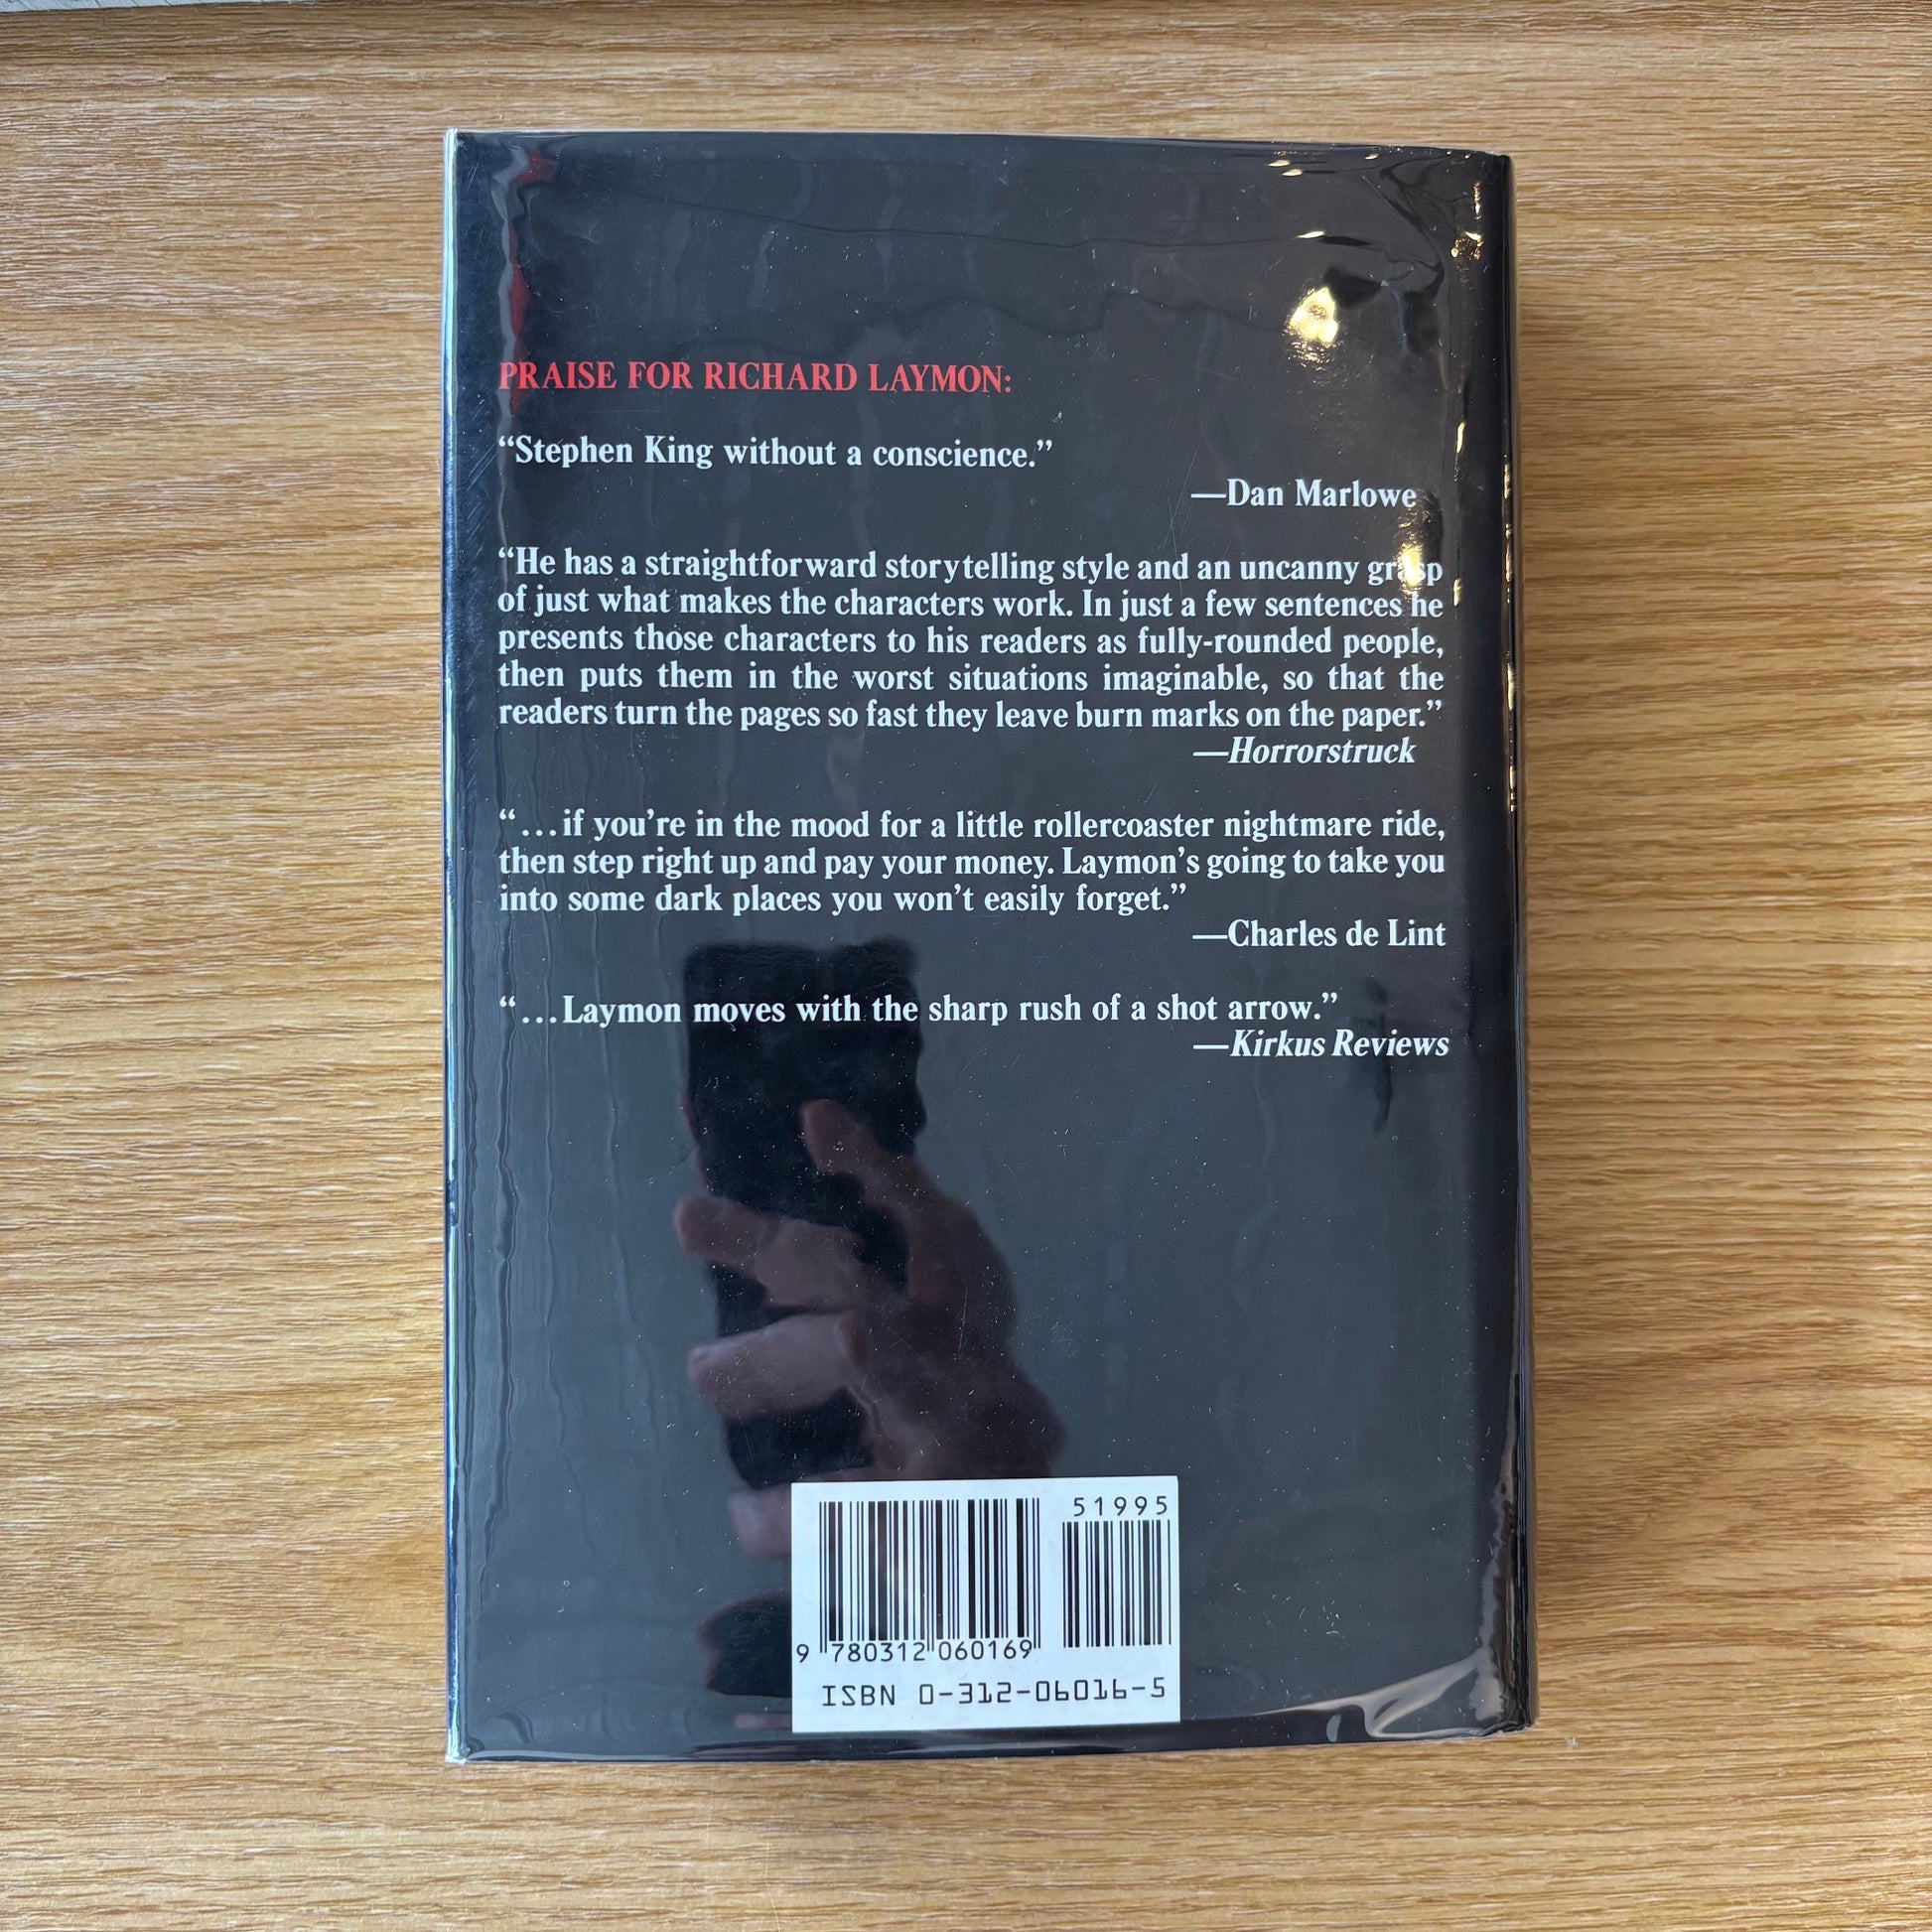 PRAISE FOR RICHARD LAYMON:
“Stephen King without a conscience.”
—Dan Marlowe
“He has a straightforward storytelling style and an uncanny grasp
of just what makes the characters work. In just a few sentences he
presents those characters to his readers as fully-rounded people,
then puts them in the worst situations imaginable, so that the
readers turn the pages so fast they leave burn marks on the paper.”
—Horrorstruck
“...if you’re in the mood for a little rollercoaster nightmare ride,
then step right up and pay your money. Laymon’s going to take you
into some dark places you won’t easily forget.”
—Charles de Lint
“...Laymon moves with the sharp rush of a shot arrow.”
—Kirkus Reviews
51995
9 780312 060169
ISBN 0-312-06016-5